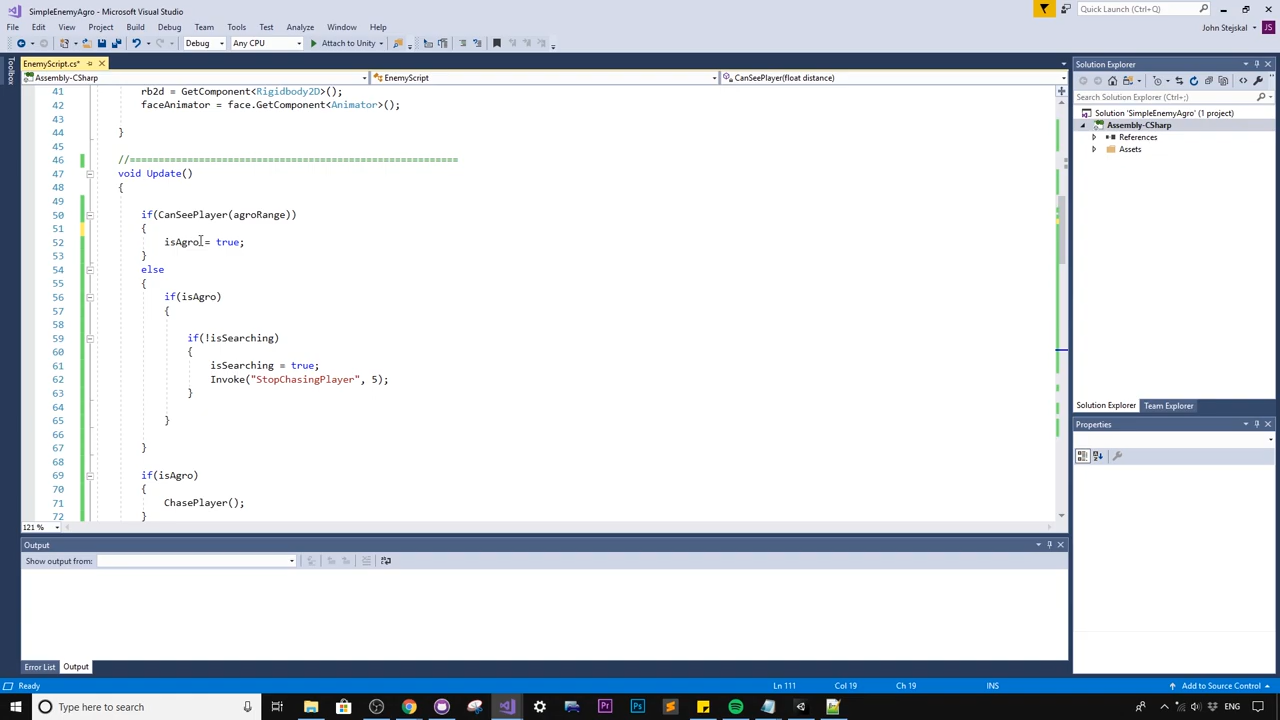 SimpleEnemyAgro - Microsoft Visual Studio
Quick Launch (Ctrl+Q)
File Edit View Project Build Debug Team Tools Test Analyze Window Help
John Stejskal JS
Debug Any CPU Attach to Unity
EnemyScript.cs*
Assembly-CSharp EnemyScript CanSeePlayer(float distance)
41 rb2d = GetComponent<Rigidbody2D>();
42 faceAnimator = face.GetComponent<Animator>();
43
44 }
45
46 //=========================================================
47 void Update()
48 {
49
50 if(CanSeePlayer(agroRange))
51 {
52 isAgro = true;
53 }
54 else
55 {
56 if(isAgro)
57 {
58
59 if(!isSearching)
60 {
61 isSearching = true;
62 Invoke("StopChasingPlayer", 5);
63 }
64
65 }
66
67 }
68
69 if(isAgro)
70 {
71 ChasePlayer();
72 }
121 %
Toolbox
Solution Explorer
Search Solution Explorer (Ctrl+;)
Solution 'SimpleEnemyAgro' (1 project)
Assembly-CSharp
References
Assets
Solution Explorer Team Explorer
Properties
Output
Show output from:
Error List Output
Ready Ln 111 Col 19 Ch 19 INS Add to Source Control
Type here to search
Pr Ps